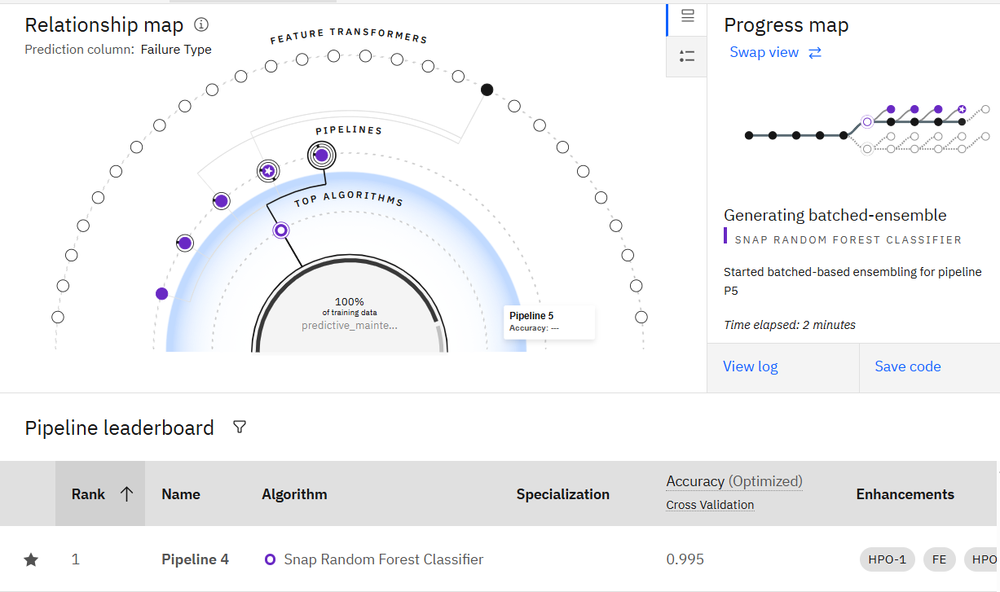 Relationship map
Prediction column: Failure Type
FEATURE TRANSFORMERS
PIPELINES
TOP ALGORITHMS
100%
of training data
predictive_mainte...
Pipeline 5
Accuracy: ---
Progress map
Swap view
Generating batched-ensemble
SNAP RANDOM FOREST CLASSIFIER
Started batched-based ensembling for pipeline
P5
Time elapsed: 2 minutes
View log
Save code
Pipeline leaderboard
Rank Name Algorithm Specialization Accuracy (Optimized) Enhancements
Cross Validation
1 Pipeline 4 Snap Random Forest Classifier 0.995 HPO-1 FE HPO